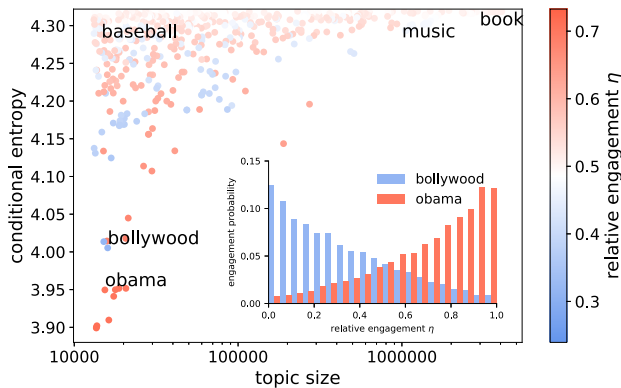 4.30
4.25
4.20
4.15
4.10
4.05
4.00
3.95
3.90
conditional entropy
10000
100000
1000000
topic size
baseball
music
book
bollywood
obama
0.15
0.10
0.05
0.00
engagement probability
0.0
0.2
0.4
0.6
0.8
1.0
relative engagement η
bollywood
obama
0.7
0.6
0.5
0.4
0.3
relative engagement η